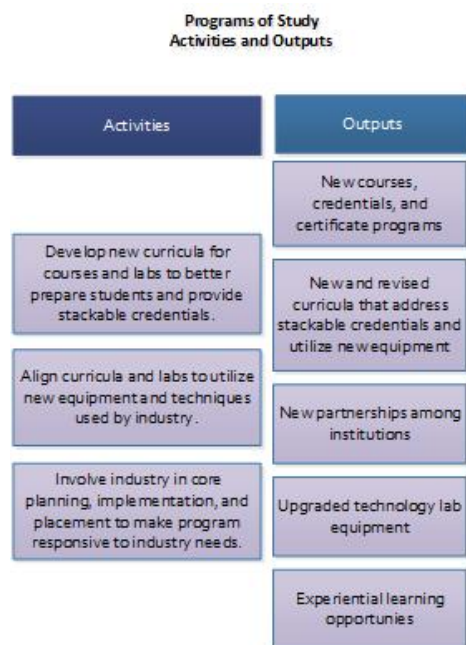 Programs of Study
Activities and Outputs
Activities
Develop new curricula for
courses and labs to better
prepare students and provide
stackable credentials.
Align curricula and labs to utilize
new equipment and techniques
used by industry.
Involve industry in core
planning, implementation, and
placement to make program
responsive to industry needs.
Outputs
New courses,
credentials, and
certificate programs
New and revised
curricula that address
stackable credentials and
utilize new equipment
New partnerships among
institutions
Upgraded technology lab
equipment
Experiential learning
opportunies